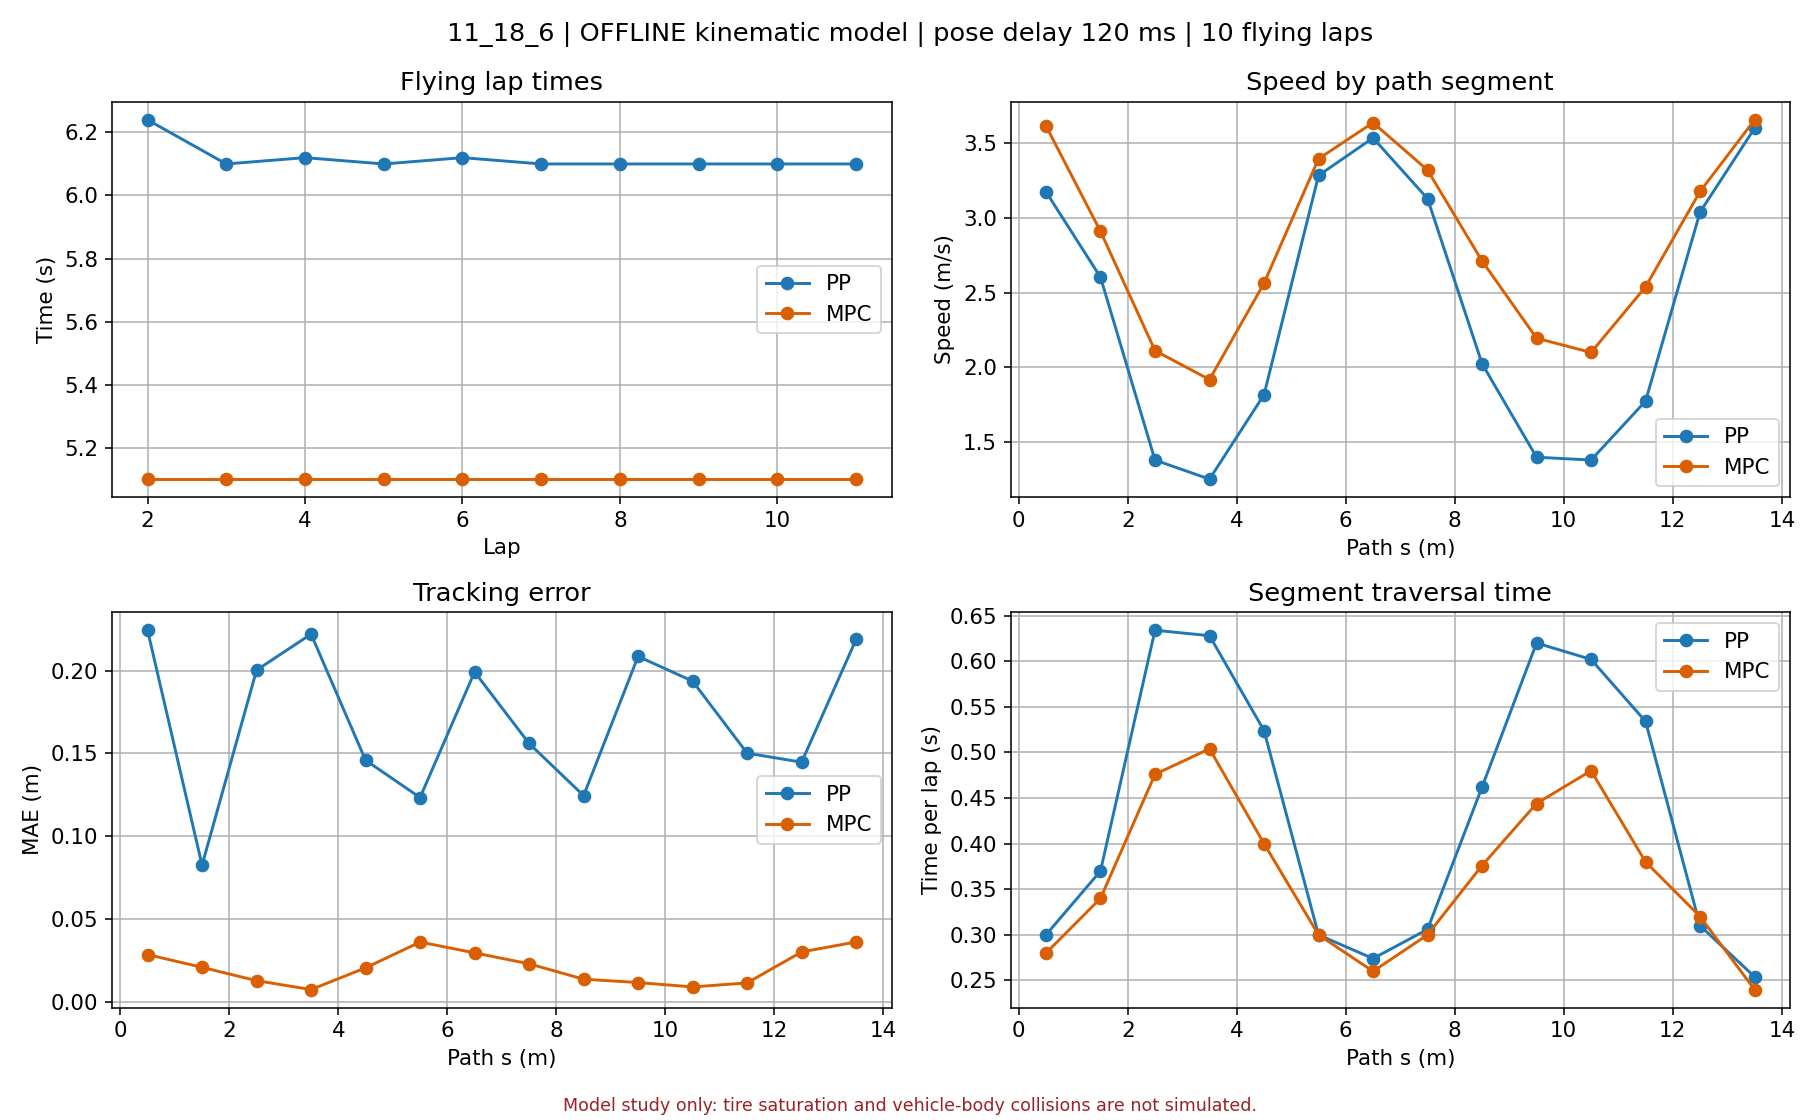 11_18_6 | OFFLINE kinematic model | pose delay 120 ms | 10 flying laps
Flying lap times
Time (s)
6.2
6.0
5.8
5.6
5.4
5.2
PP
MPC
2 4 6 8 10
Lap
Speed by path segment
Speed (m/s)
3.5
3.0
2.5
2.0
1.5
PP
MPC
0 2 4 6 8 10 12 14
Path s (m)
Tracking error
MAE (m)
0.20
0.15
0.10
0.05
0.00
PP
MPC
0 2 4 6 8 10 12 14
Path s (m)
Segment traversal time
Time per lap (s)
0.65
0.60
0.55
0.50
0.45
0.40
0.35
0.30
0.25
PP
MPC
0 2 4 6 8 10 12 14
Path s (m)
Model study only: tire saturation and vehicle-body collisions are not simulated.